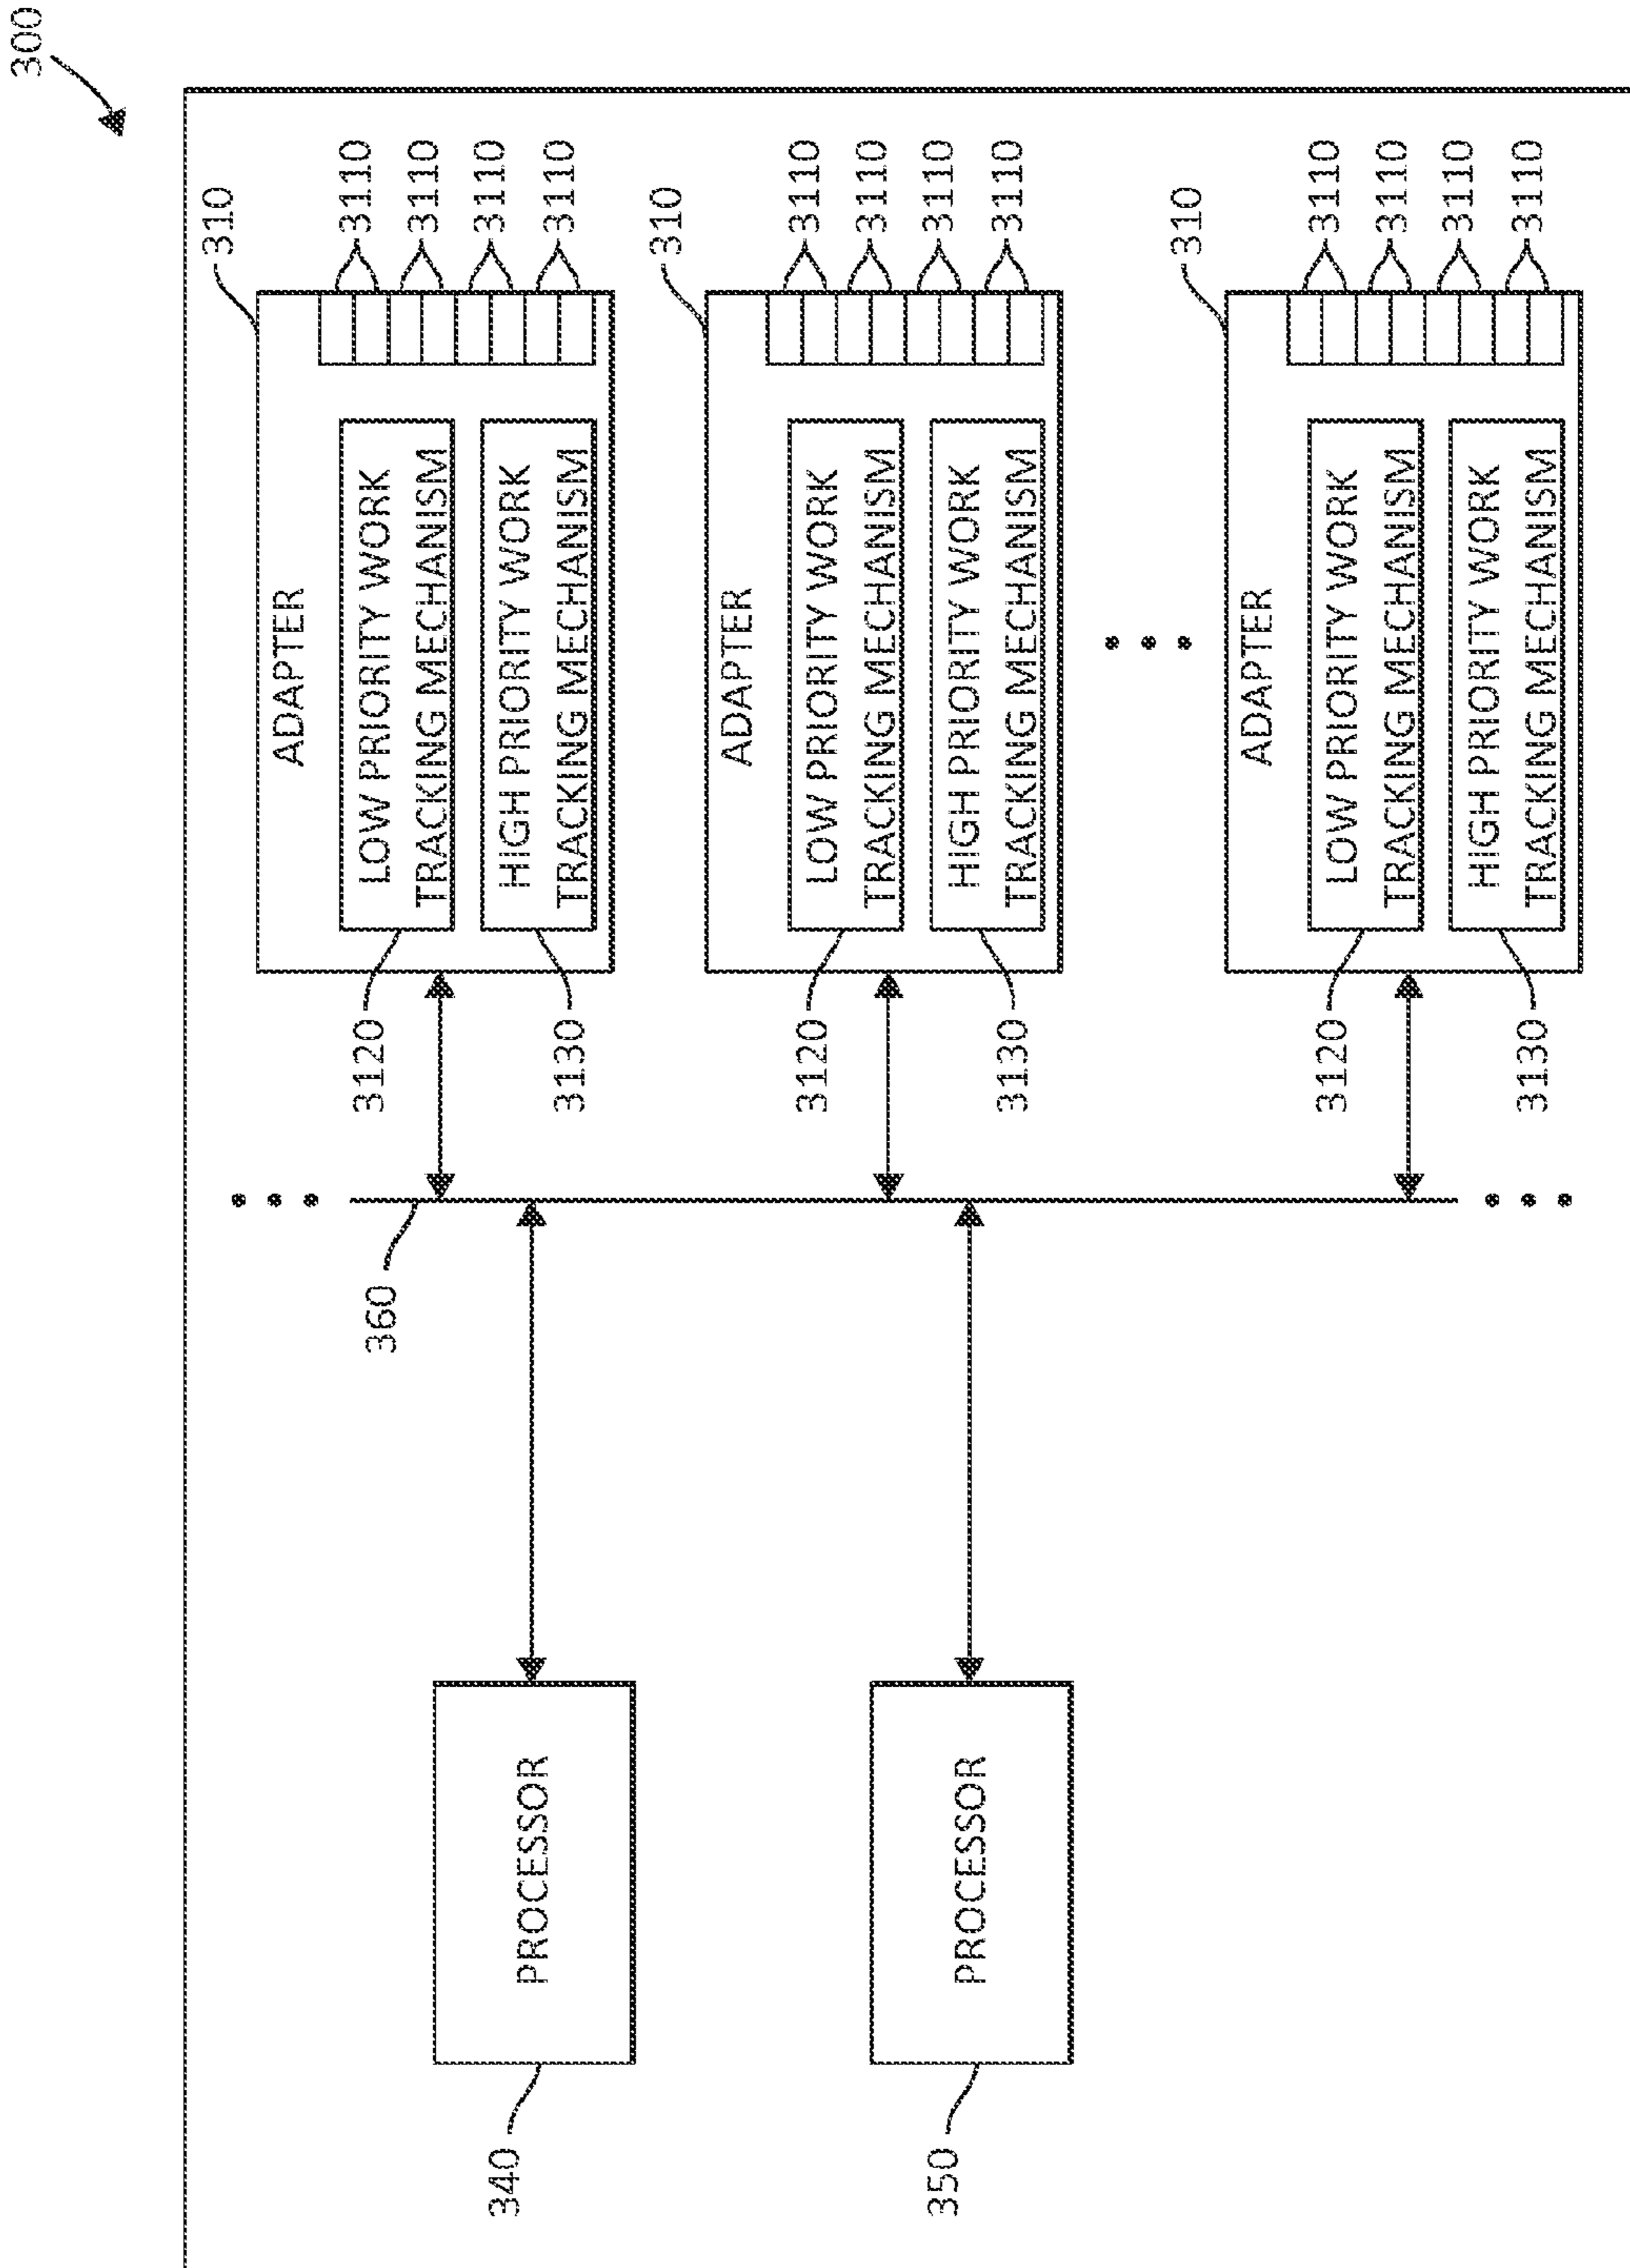 300
310
ADAPTER
LOW PRIORITY WORK
TRACKING MECHANISM
HIGH PRIORITY WORK
TRACKING MECHANISM
3110
3110
3110
3110
3120
3130
360
PROCESSOR
340
310
ADAPTER
LOW PRIORITY WORK
TRACKING MECHANISM
HIGH PRIORITY WORK
TRACKING MECHANISM
3110
3110
3110
3110
3120
3130
PROCESSOR
350
310
ADAPTER
LOW PRIORITY WORK
TRACKING MECHANISM
HIGH PRIORITY WORK
TRACKING MECHANISM
3110
3110
3110
3110
3120
3130